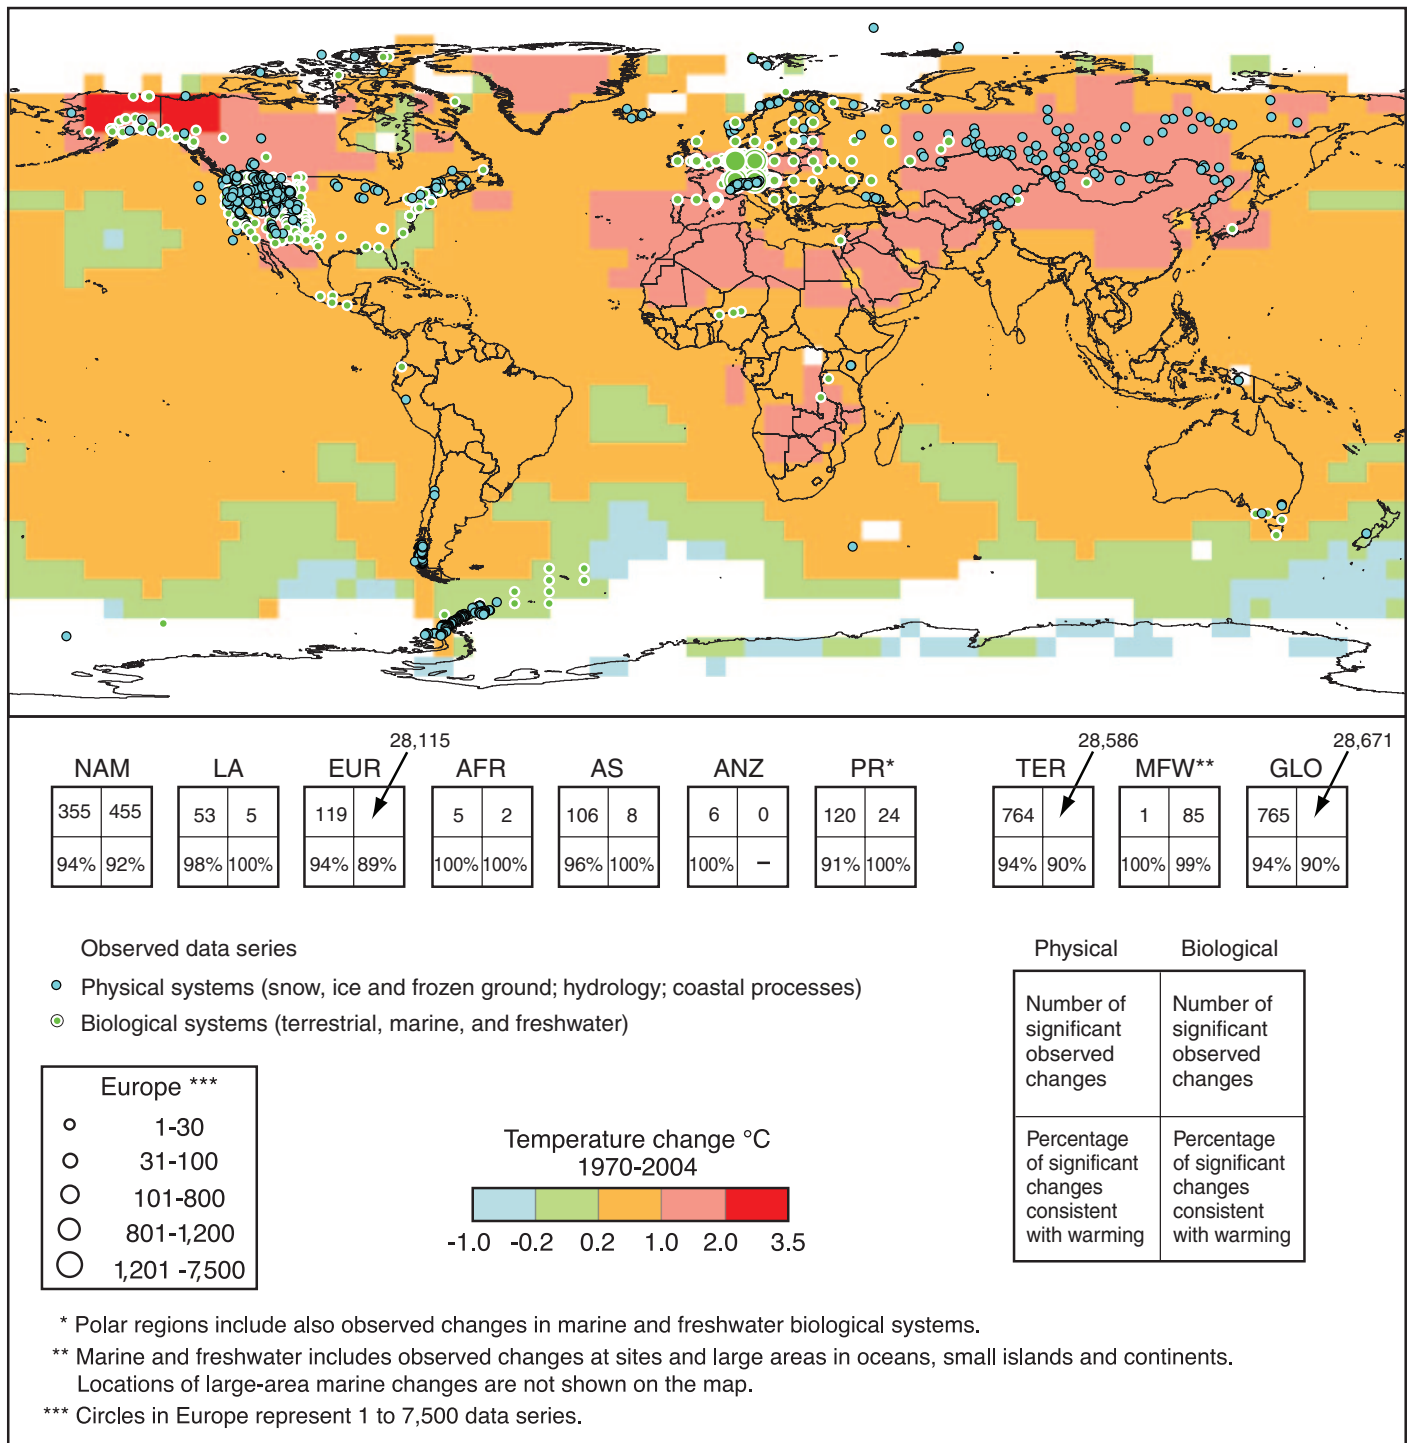 28,115
28,586
28,671
NAM LA EUR AFR AS ANZ PR* TER MFW** GLO
355 455 53 5 119 5 2 106 8 6 0 120 24 764 1 85 765
94% 92% 98% 100% 94% 89% 100% 100% 96% 100% 100% – 91% 100% 94% 90% 100% 99% 94% 90%
Observed data series
Physical systems (snow, ice and frozen ground; hydrology; coastal processes)
Biological systems (terrestrial, marine, and freshwater)
Europe ***
1-30
31-100
101-800
801-1,200
1,201 -7,500
Temperature change °C
1970-2004
-1.0 -0.2 0.2 1.0 2.0 3.5
Physical Biological
Number of
significant
observed
changes
Number of
significant
observed
changes
Percentage
of significant
changes
consistent
with warming
Percentage
of significant
changes
consistent
with warming
* Polar regions include also observed changes in marine and freshwater biological systems.
** Marine and freshwater includes observed changes at sites and large areas in oceans, small islands and continents.
Locations of large-area marine changes are not shown on the map.
*** Circles in Europe represent 1 to 7,500 data series.